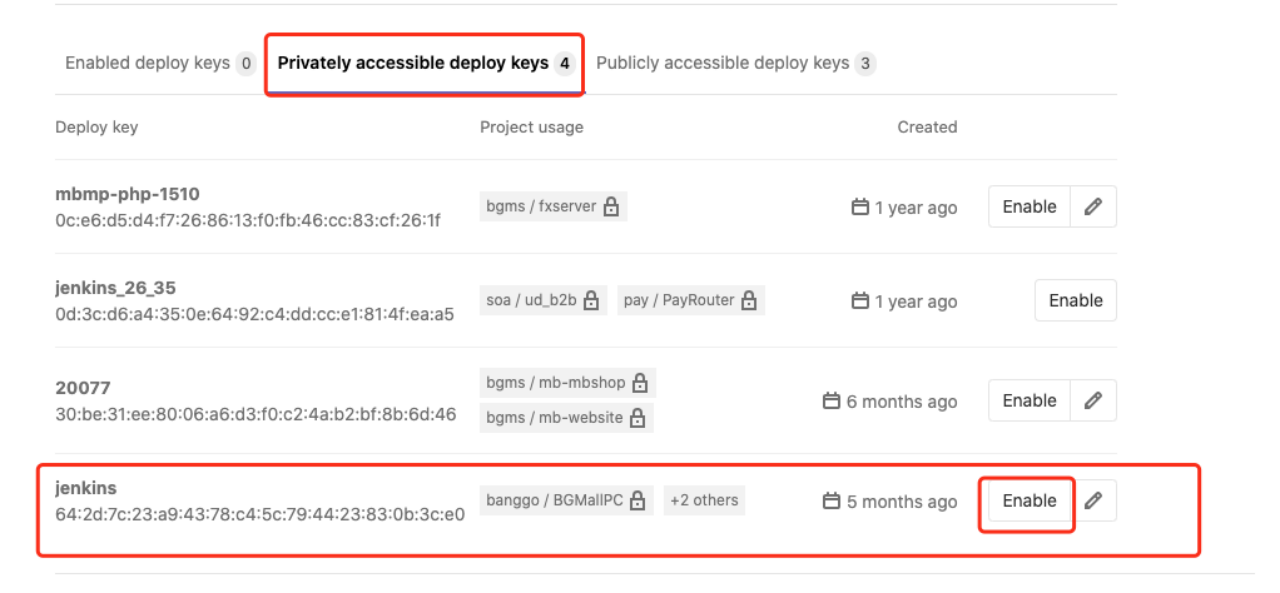 Enabled deploy keys 0 Privately accessible deploy keys 4 Publicly accessible deploy keys 3
Deploy key Project usage Created
mbmp-php-1510
0c:e6:d5:d4:f7:26:86:13:f0:fb:46:cc:83:cf:26:1f bgms / fxserver 1 year ago Enable
jenkins_26_35
0d:3c:d6:a4:35:0e:64:92:c4:dd:cc:e1:81:4f:ea:a5 soa / ud_b2b pay / PayRouter 1 year ago Enable
20077
30:be:31:ee:80:06:a6:d3:f0:c2:4a:b2:bf:8b:6d:46 bgms / mb-mbshop 6 months ago Enable
bgms / mb-website
jenkins
64:2d:7c:23:a9:43:78:c4:5c:79:44:23:83:0b:3c:e0 banggo / BGMallPC +2 others 5 months ago Enable